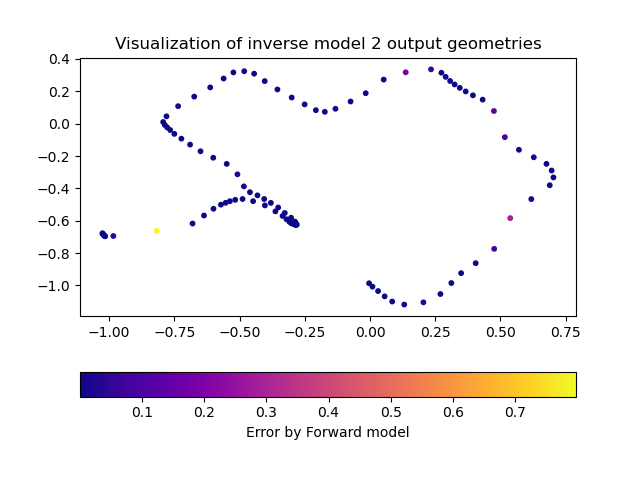 Visualization of inverse model 2 output geometries
0.4
0.2
0.0
−0.2
−0.4
−0.6
−0.8
−1.0
−1.00 −0.75 −0.50 −0.25 0.00 0.25 0.50 0.75
0.1 0.2 0.3 0.4 0.5 0.6 0.7
Error by Forward model